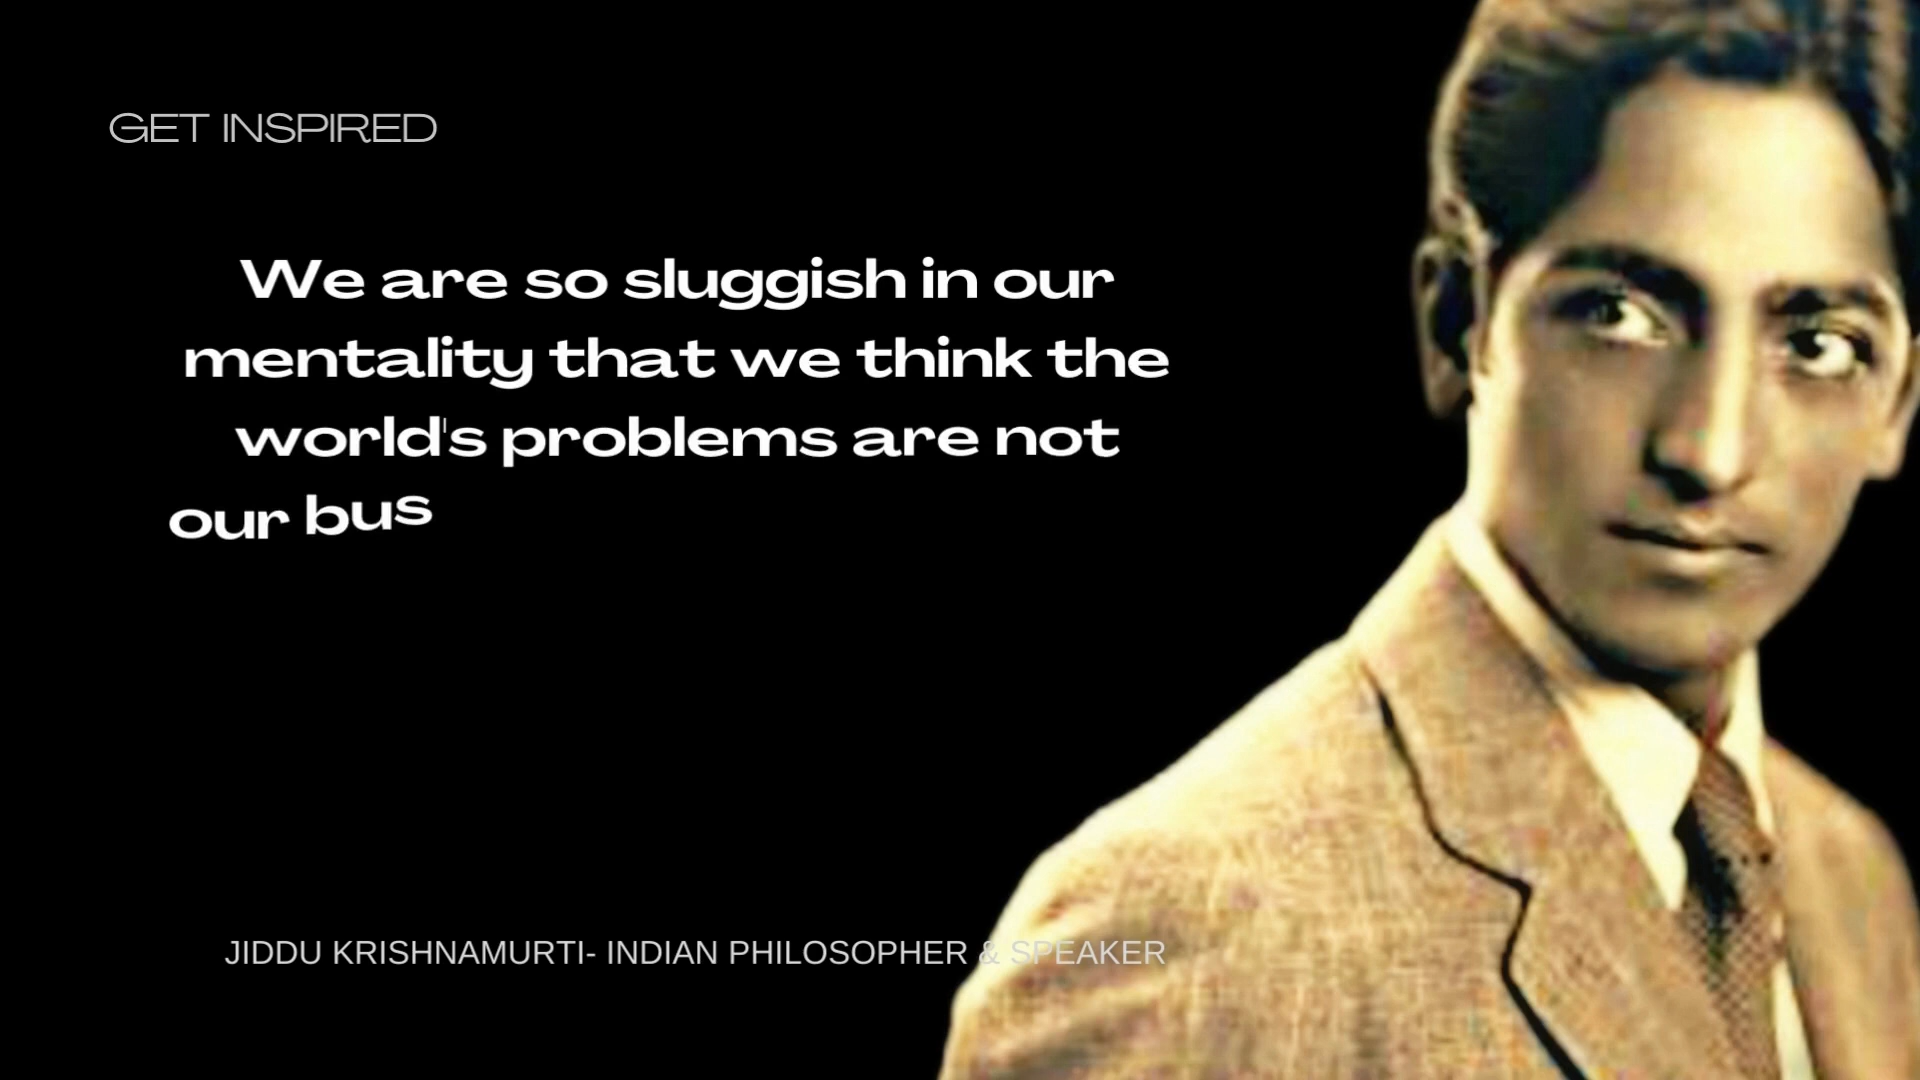 GET INSPIRED
We are so sluggish in our
mentality that we think the
world's problems are not
our bus
JIDDU KRISHNAMURTI- INDIAN PHILOSOPHER & SPEAKER